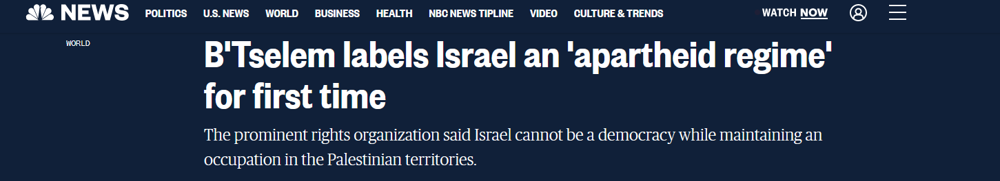 NEWS POLITICS U.S. NEWS WORLD BUSINESS HEALTH NBC NEWS TIPLINE VIDEO CULTURE & TRENDS WATCH NOW
WORLD
B'Tselem labels Israel an 'apartheid regime'
for first time
The prominent rights organization said Israel cannot be a democracy while maintaining an
occupation in the Palestinian territories.